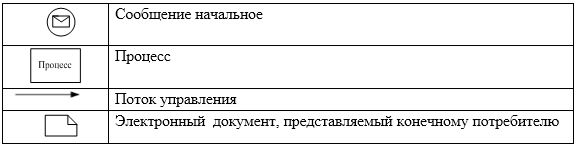 Сообщение начальное
Процесс
Процесс
Поток управления
Электронный документ, представляемый конечному потребителю